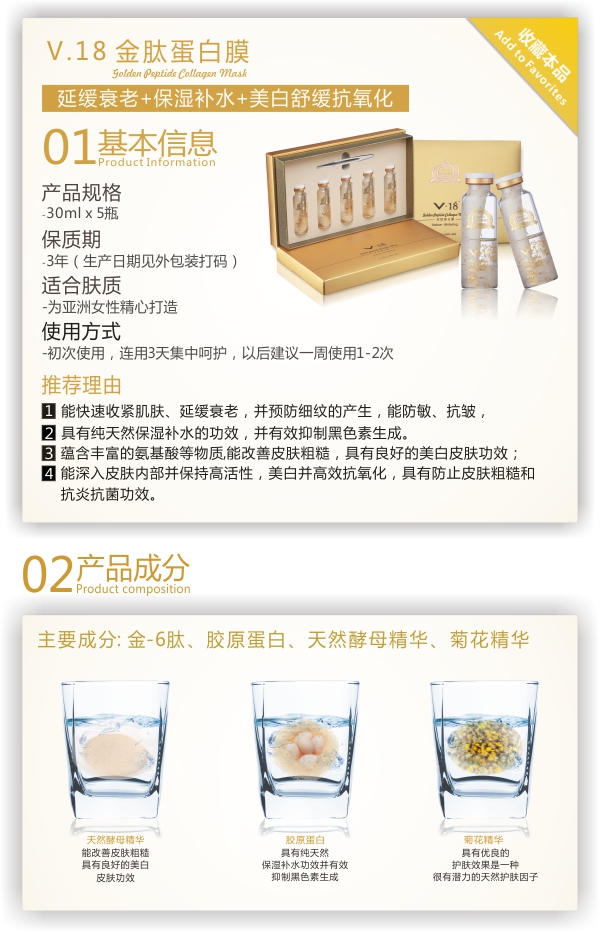 V.18 金肽蛋白膜
Golden Peptide Collagen Mask
收藏本品
Add to Favorites
延缓衰老+保湿补水+美白舒缓抗氧化
01 基本信息
Product Information
产品规格
-30ml x 5瓶
保质期
-3年（生产日期见外包装打码）
适合肤质
-为亚洲女性精心打造
使用方式
-初次使用，连用3天集中呵护，以后建议一周使用1-2次
V·18
Golden Peptide Collagen
V·18
推荐理由
1 能快速收紧肌肤、延缓衰老，并预防细纹的产生，能防敏、抗皱，
2 具有纯天然保湿补水的功效，并有效抑制黑色素生成。
3 蕴含丰富的氨基酸等物质,能改善皮肤粗糙，具有良好的美白皮肤功效；
4 能深入皮肤内部并保持高活性，美白并高效抗氧化，具有防止皮肤粗糙和
抗炎抗菌功效。
02 产品成分
Product composition
主要成分: 金-6肽、胶原蛋白、天然酵母精华、菊花精华
天然酵母精华
能改善皮肤粗糙
具有良好的美白
皮肤功效
胶原蛋白
具有纯天然
保湿补水功效并有效
抑制黑色素生成
菊花精华
具有优良的
护肤效果是一种
很有潜力的天然护肤因子